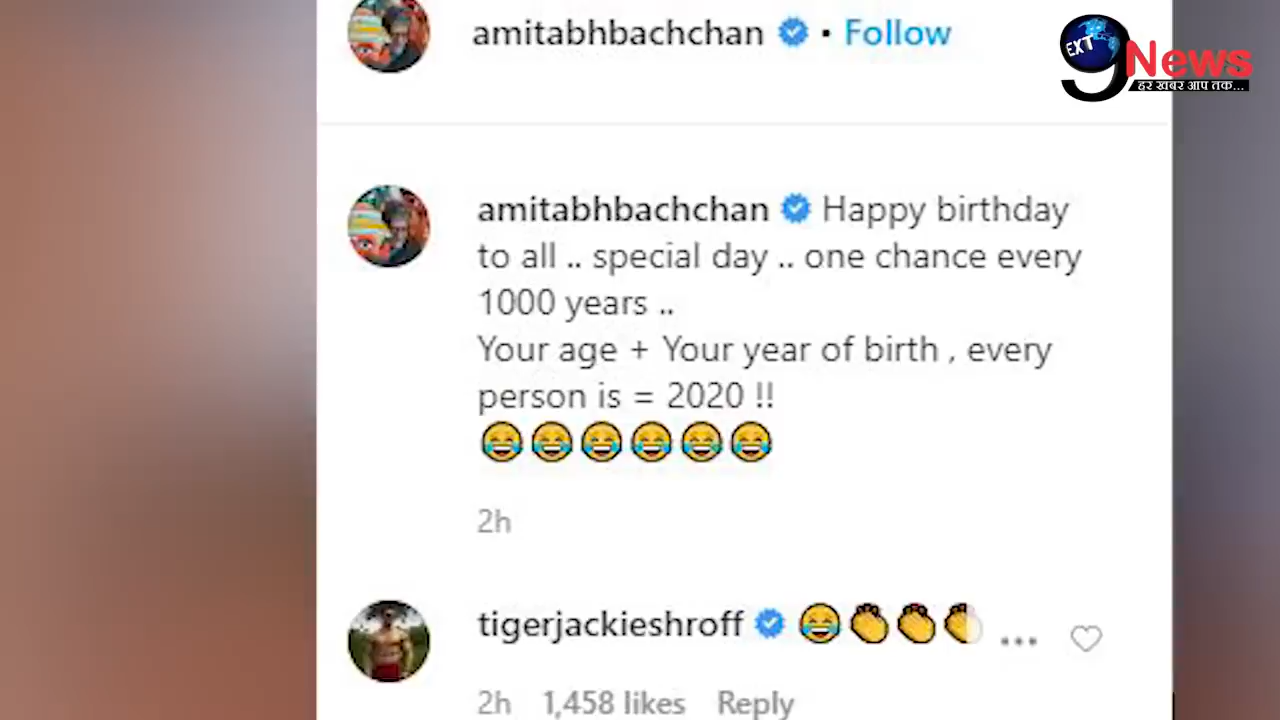 amitabhbachchan • Follow
EXT 9 News
हर खबर आप तक...
amitabhbachchan Happy birthday
to all .. special day .. one chance every
1000 years ..
Your age + Your year of birth , every
person is = 2020 !!
😂😂😂😂😂😂
2h
tigerjackieshroff 😂👏👏👏
2h 1,458 likes Reply